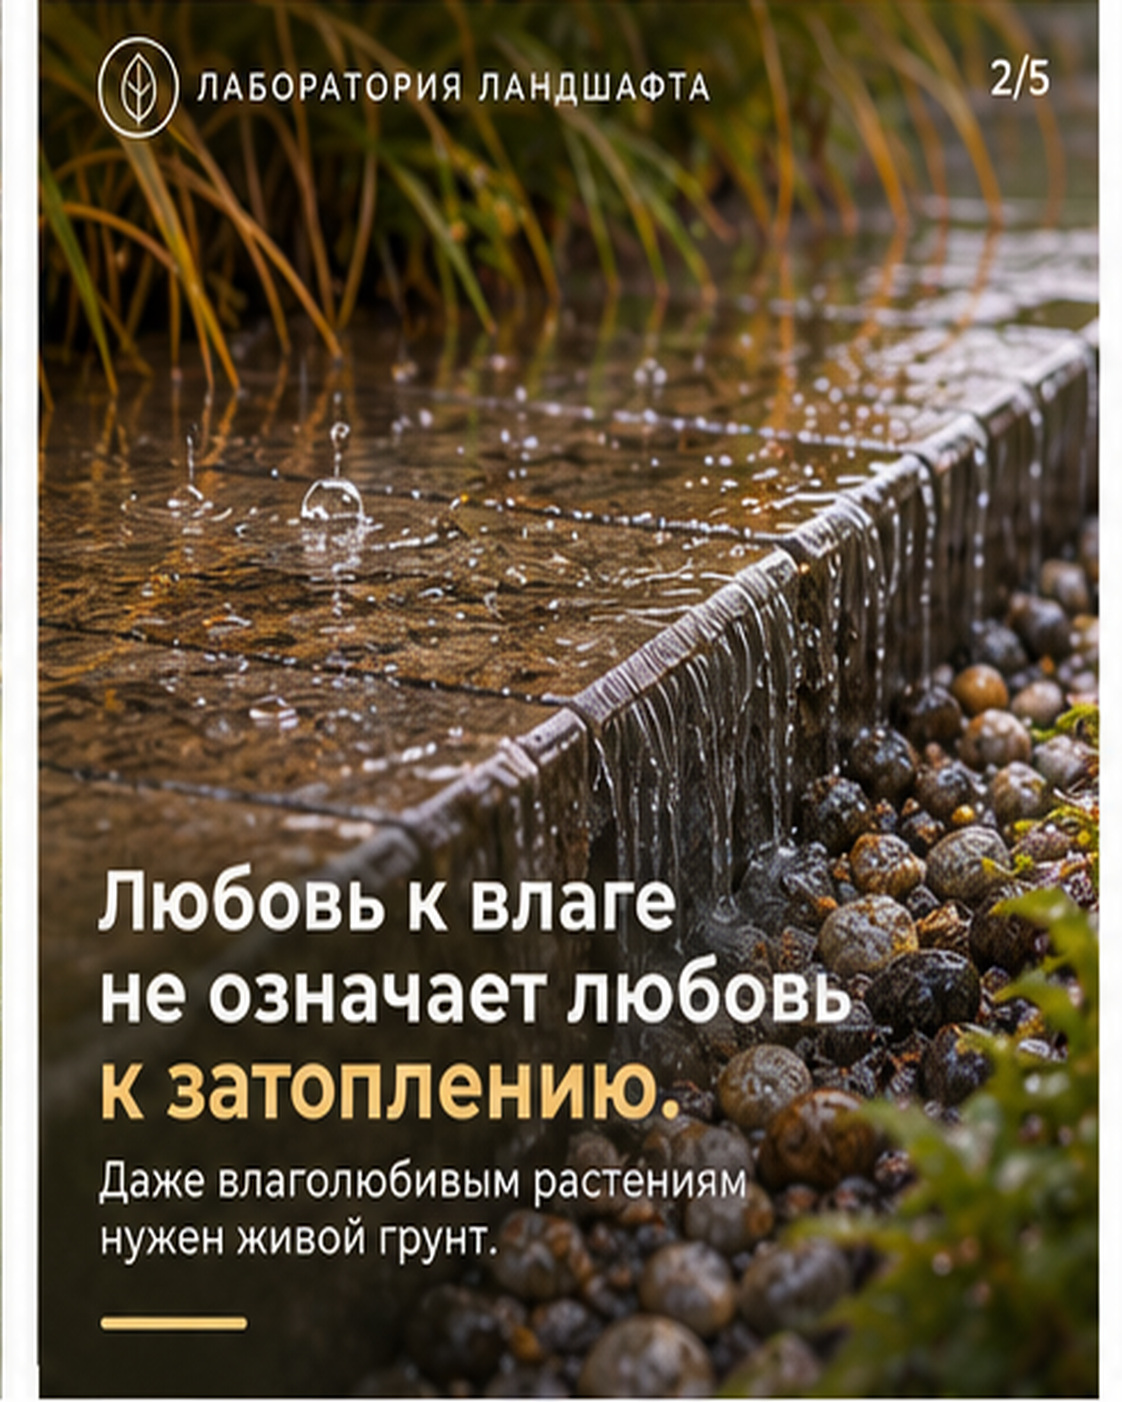 ЛАБОРАТОРИЯ ЛАНДШАФТА
2/5
Любовь к влаге
не означает любовь
к затоплению.
Даже влаголюбивым растениям
нужен живой грунт.